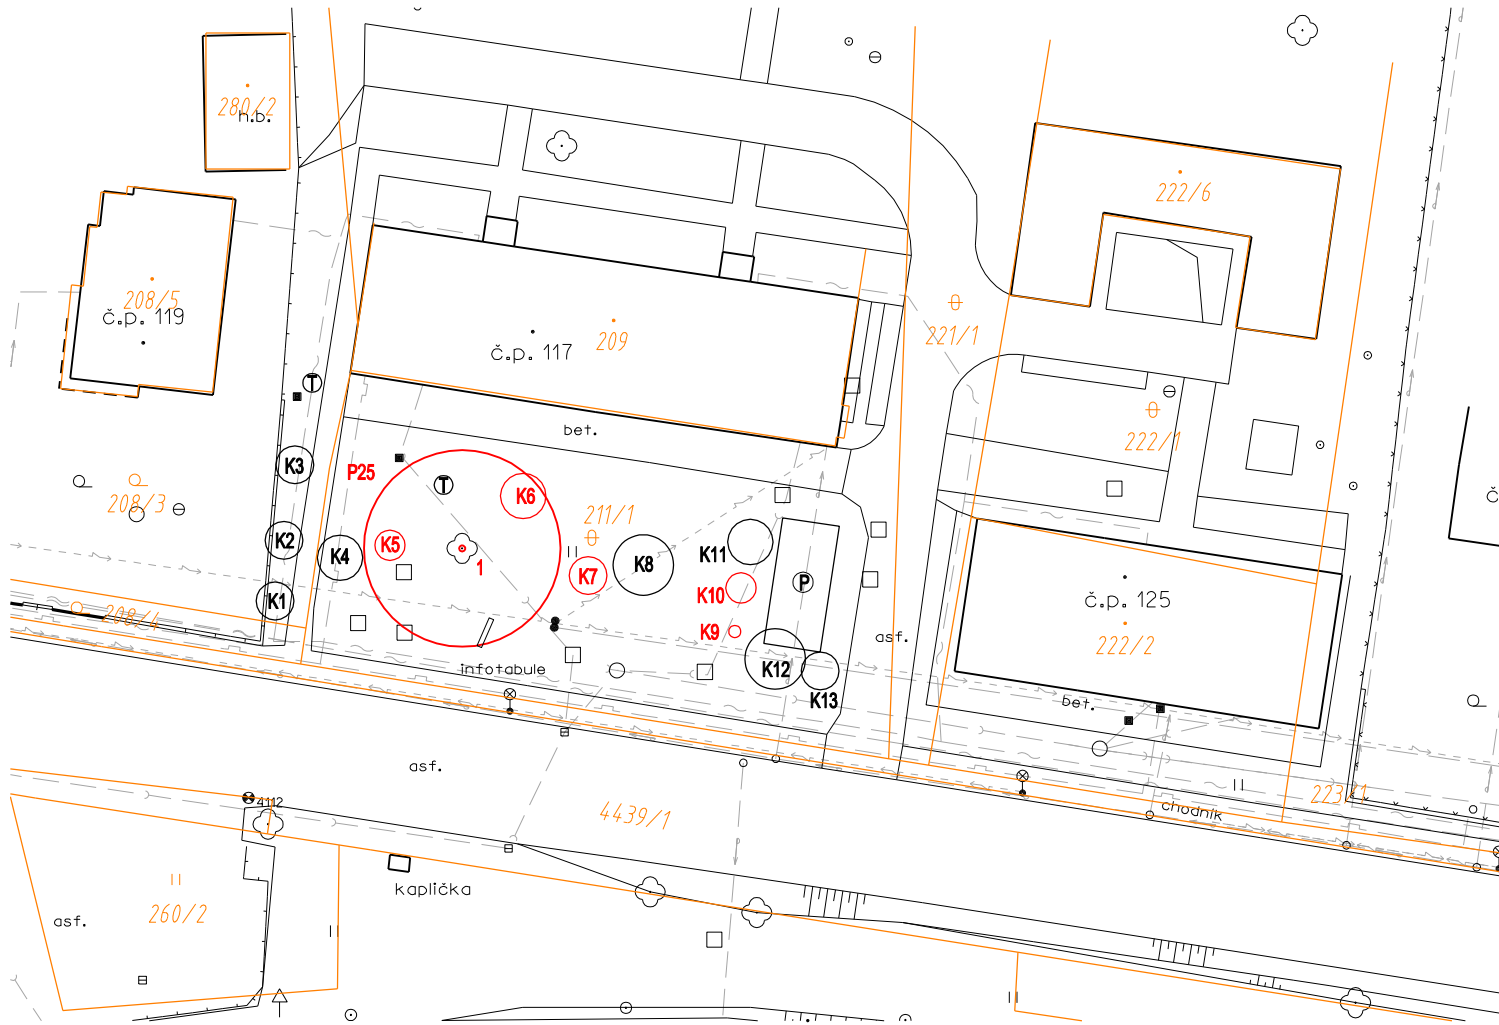 280/2
h.b.
222/6
208/5
č.p. 119
č.p. 117
209
221/1
T
bet.
222/1
K3
P25
T
K6
208/3
211/1
K2
K4
K5
1
K7
K8
K11
P
K10
K1
208/1
K9
č.p. 125
asf.
222/2
infotabule
K12
K13
bet.
asf.
4112
4439/1
223/1
chodník
kaplička
260/2
asf.
č